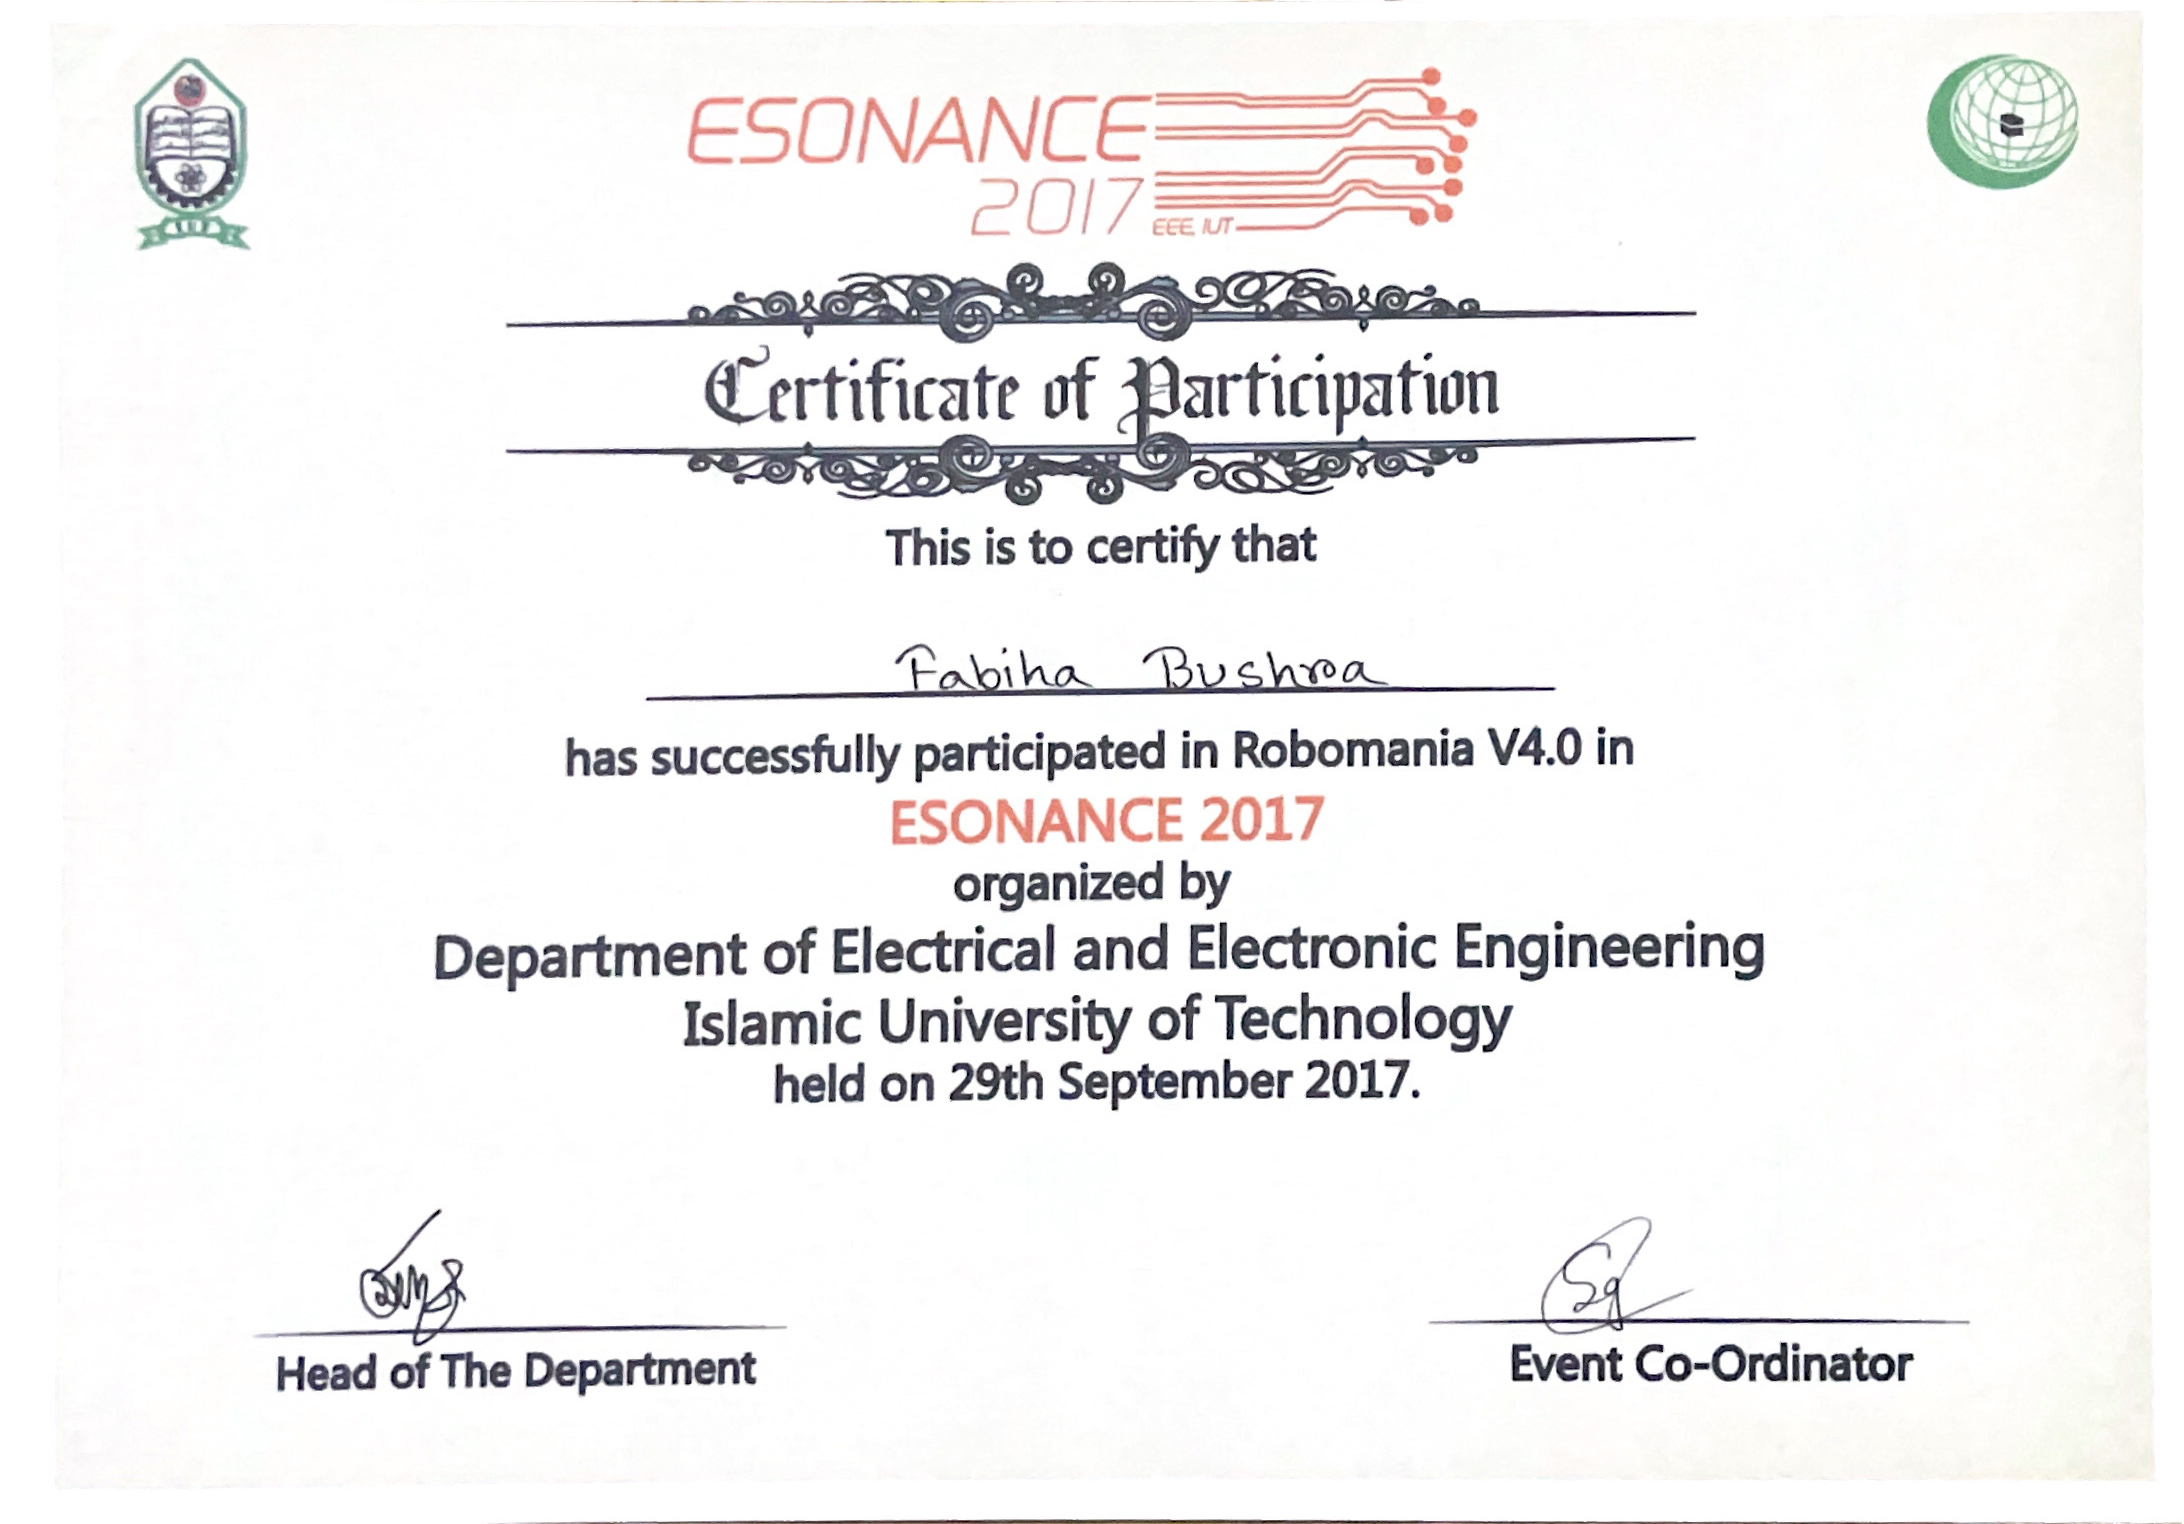 ESONANCE
2017
EEE, IUT
Certificate of Participation
This is to certify that
Fabiha Bushra
has successfully participated in Robomania V4.0 in
ESONANCE 2017
organized by
Department of Electrical and Electronic Engineering
Islamic University of Technology
held on 29th September 2017.
Head of The Department
Event Co-Ordinator